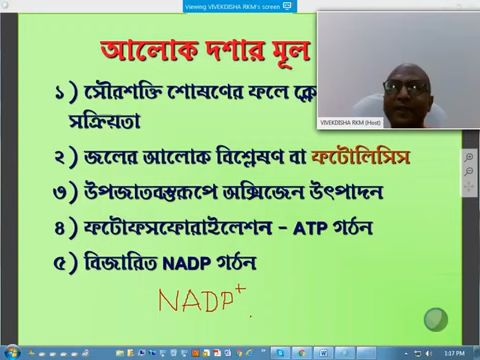 Viewing VIVEKDISHA RKM's screen
আলোক দশার মূল
১) সৌরশক্তি শোষণের ফলে
সক্রিয়তা
২) জলের আলোক বিশ্লেষণ বা ফটোলিসিস
৩) উপজাতবস্তুরূপে অক্সিজেন উৎপাদন
৪) ফটোফসফোরাইলেশন – ATP গঠন
৫) বিজারিত NADP গঠন
NADP+
VIVEKDISHA RKM (Host)
1:17 PM